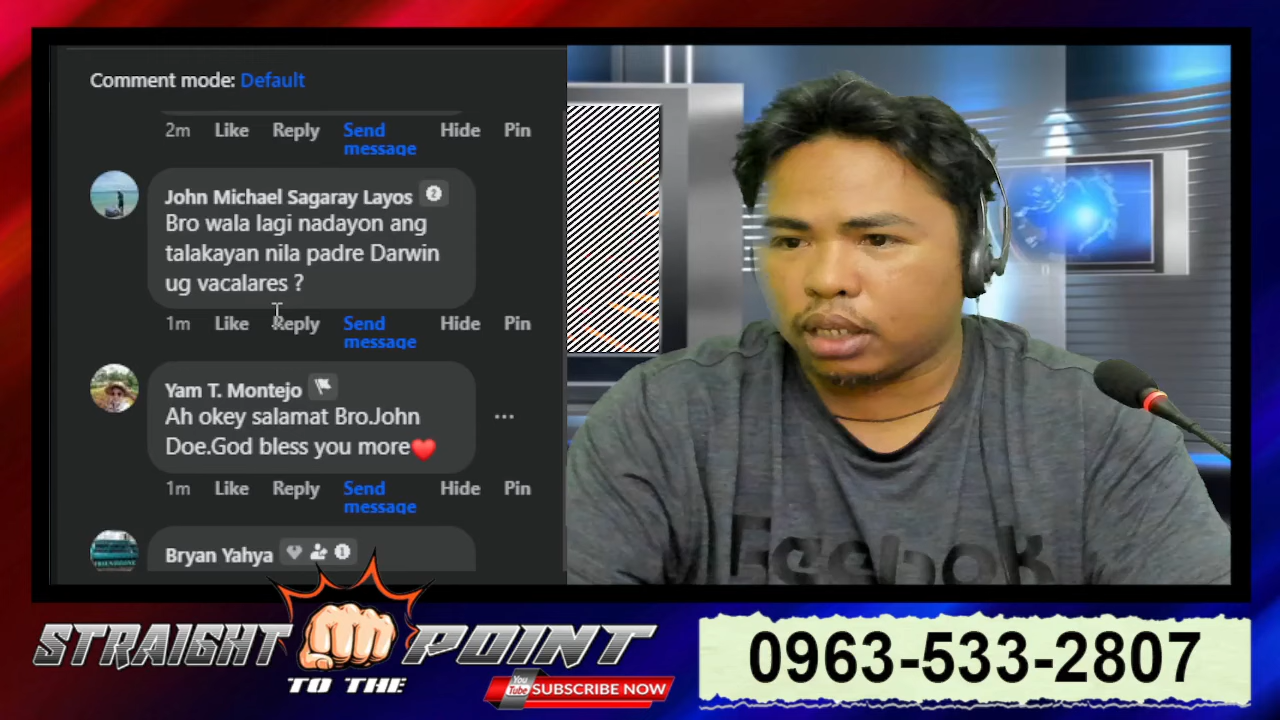 Comment mode: Default
2m Like Reply Send message Hide Pin
John Michael Sagaray Layos
Bro wala lagi nadayon ang
talakayan nila padre Darwin
ug vacalares ?
1m Like Reply Send message Hide Pin
Yam T. Montejo
Ah okey salamat Bro.John
Doe.God bless you more❤️
1m Like Reply Send message Hide Pin
Bryan Yahya
Reebok
STRAIGHT
TO THE
POINT
You Tube SUBSCRIBE NOW
0963-533-2807